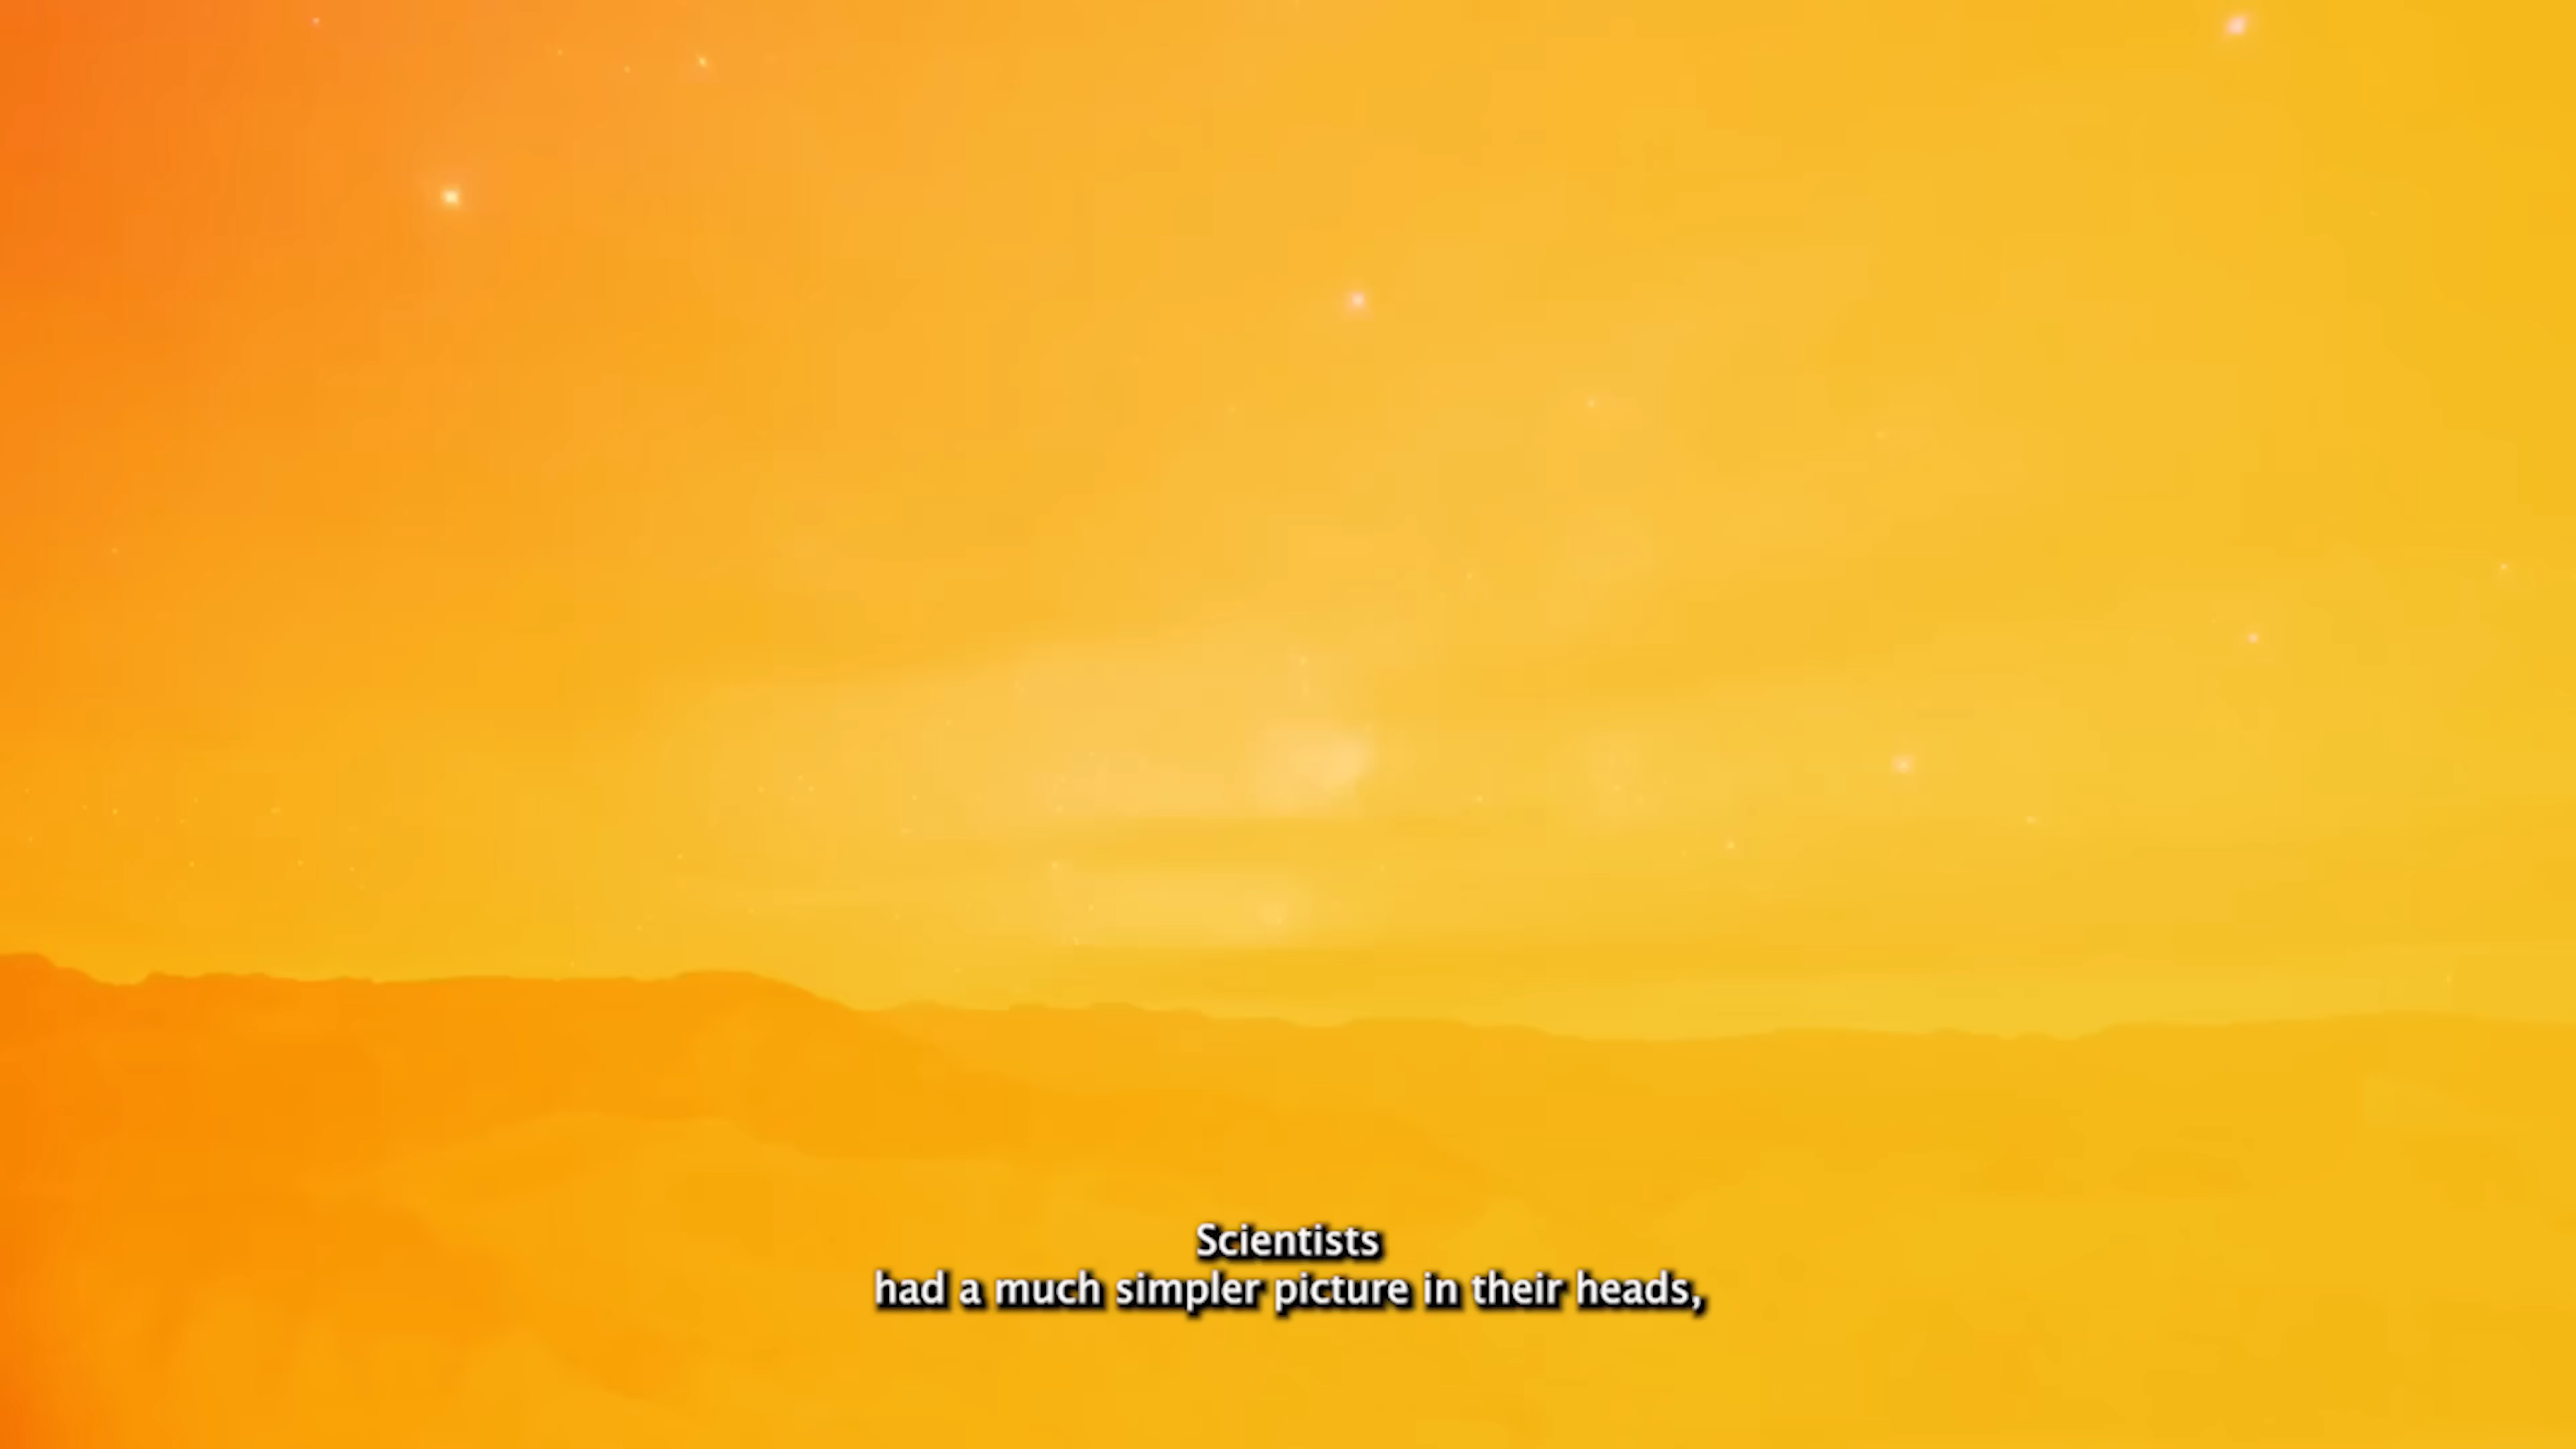 Scientists
had a much simpler picture in their heads,